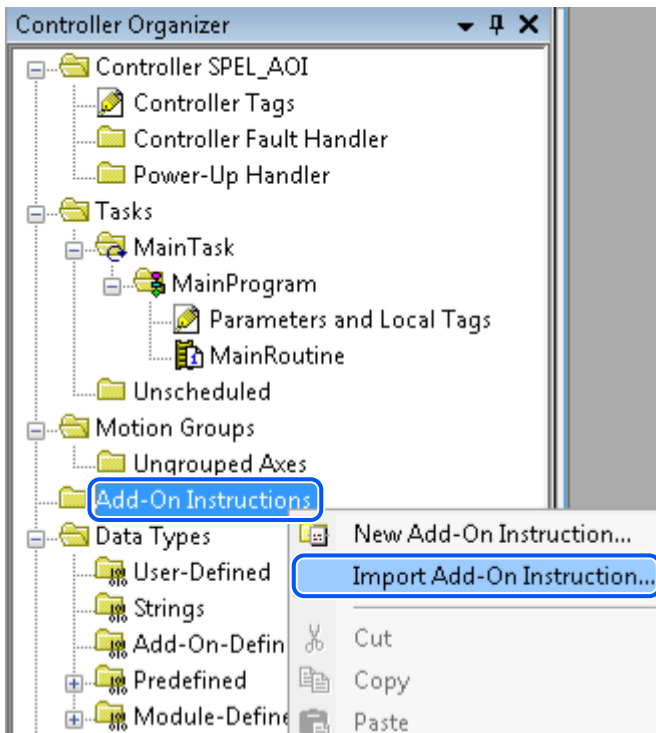 Controller Organizer
Controller SPEL_AOI
Controller Tags
Controller Fault Handler
Power-Up Handler
Tasks
MainTask
MainProgram
Parameters and Local Tags
MainRoutine
Unscheduled
Motion Groups
Ungrouped Axes
Add-On Instructions
Data Types
New Add-On Instruction...
User-Defined
Import Add-On Instruction...
Strings
Add-On-Defin
Cut
Predefined
Copy
Module-Define
Paste